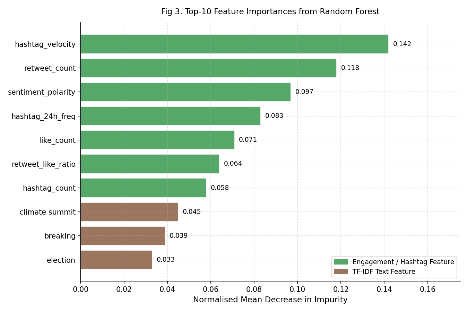 Fig 3. Top-10 Feature Importances from Random Forest
hashtag_velocity 0.142
retweet_count 0.118
sentiment_polarity 0.097
hashtag_24h_freq 0.083
like_count 0.071
retweet_like_ratio 0.064
hashtag_count 0.058
climate summit 0.045
breaking 0.039
election 0.033
Engagement / Hashtag Feature
TF-IDF Text Feature
0.00 0.02 0.04 0.06 0.08 0.10 0.12 0.14 0.16
Normalised Mean Decrease in Impurity